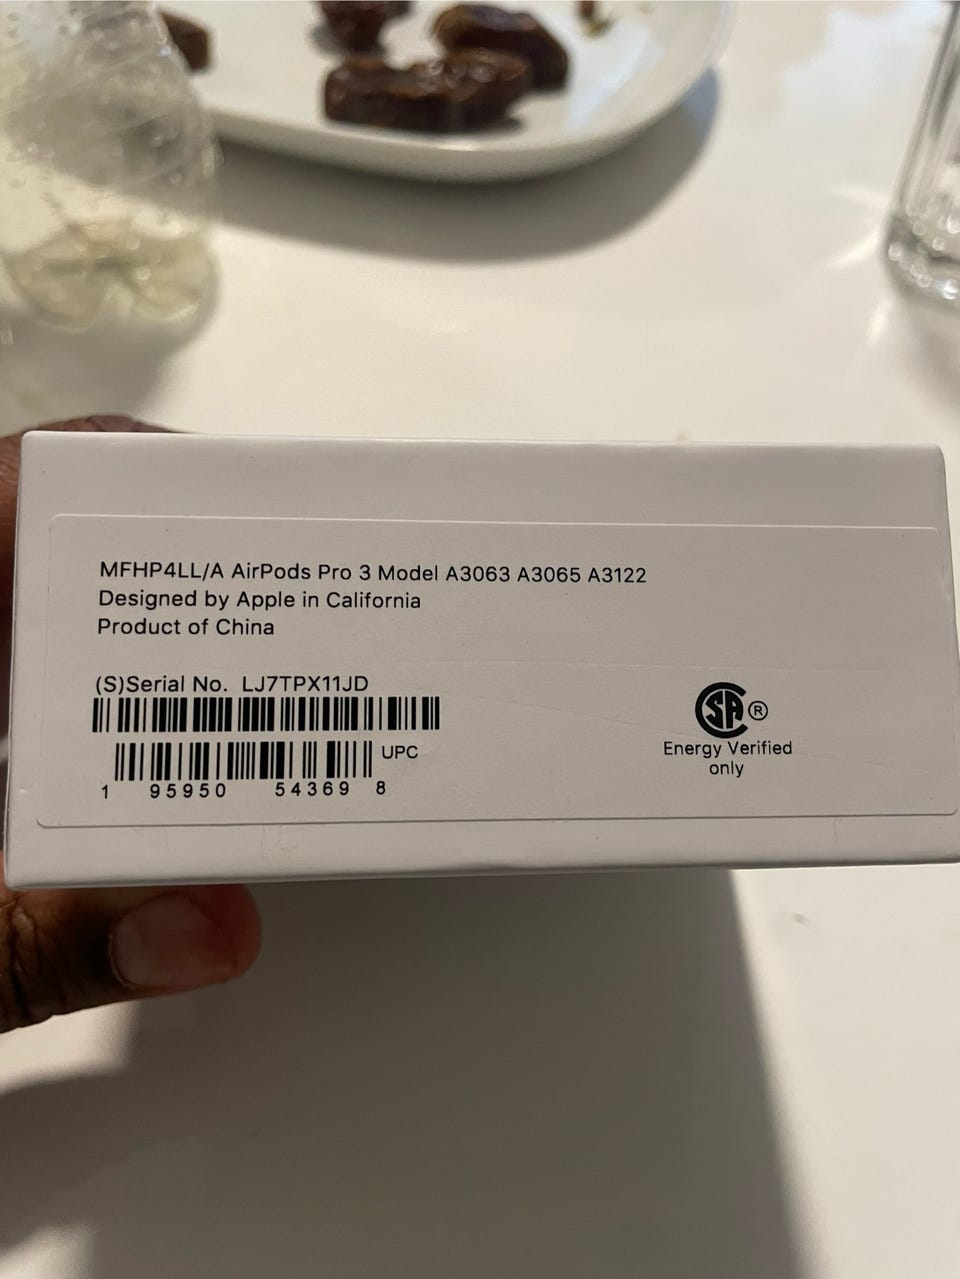 MFHP4LL/A AirPods Pro 3 Model A3063 A3065 A3122
Designed by Apple in California
Product of China
(S)Serial No. LJ7TPX11JD
UPC
1 95950 54369 8
SA ®
Energy Verified
only